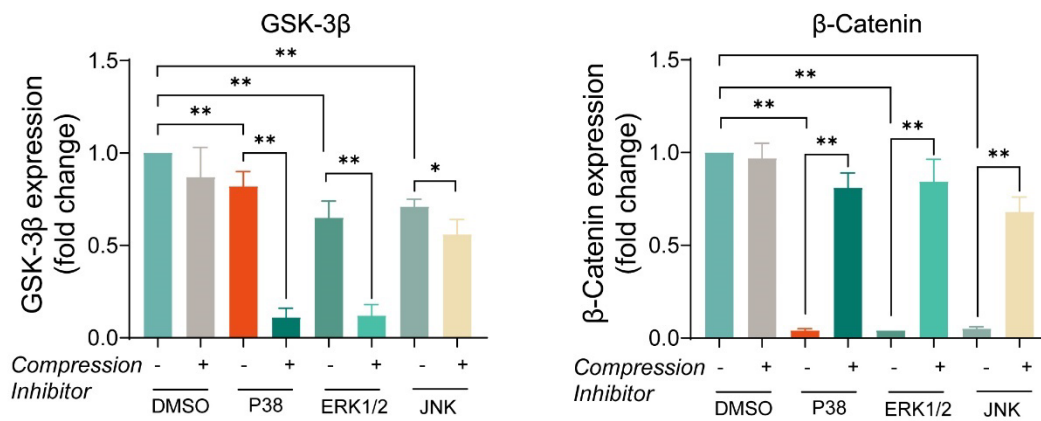 GSK-3β
GSK-3β expression
(fold change)
1.5
1.0
0.5
0.0
**
**
**
**
**
*
Compression - + - + - + - +
Inhibitor
DMSO P38 ERK1/2 JNK
β-Catenin
β-Catenin expression
(fold change)
1.5
1.0
0.5
0.0
**
**
**
**
**
Compression - + - + - + - +
Inhibitor
DMSO P38 ERK1/2 JNK